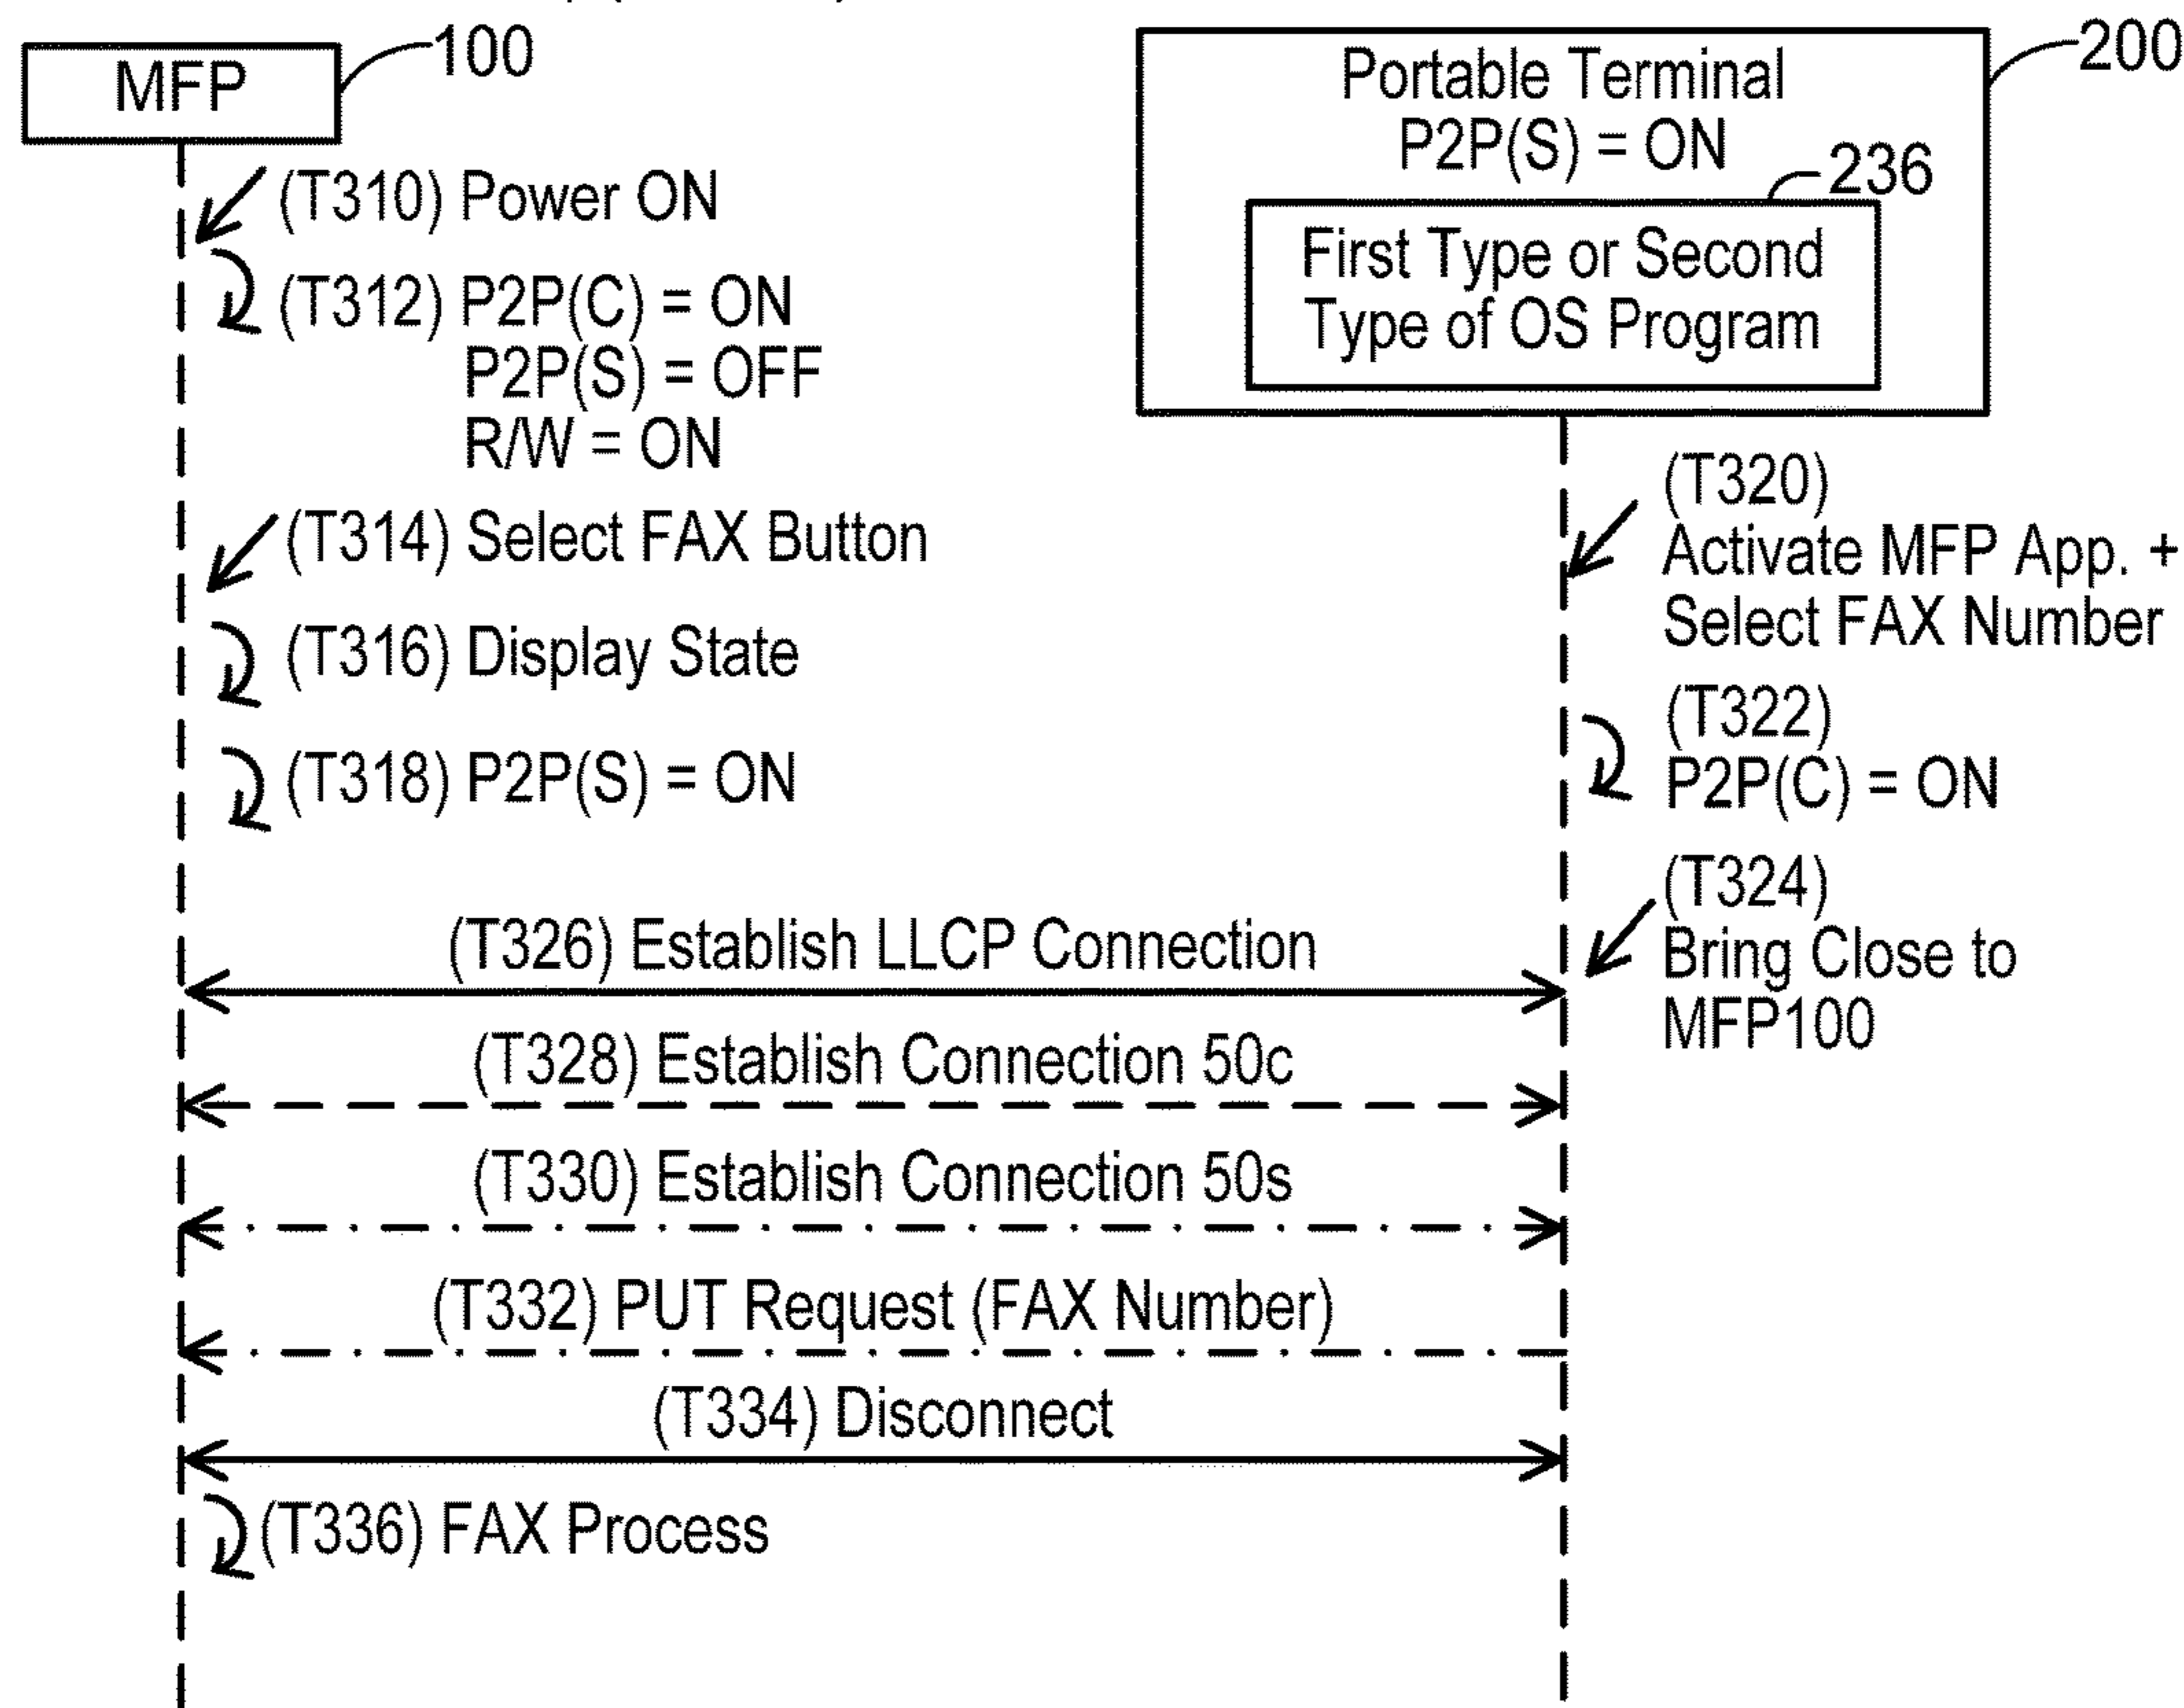 MFP
100
(T310) Power ON
(T312) P2P(C) = ON
P2P(S) = OFF
R/W = ON
(T314) Select FAX Button
(T316) Display State
(T318) P2P(S) = ON
Portable Terminal
P2P(S) = ON
200
236
First Type or Second
Type of OS Program
(T320)
Activate MFP App. +
Select FAX Number
(T322)
P2P(C) = ON
(T324)
Bring Close to
MFP100
(T326) Establish LLCP Connection
(T328) Establish Connection 50c
(T330) Establish Connection 50s
(T332) PUT Request (FAX Number)
(T334) Disconnect
(T336) FAX Process